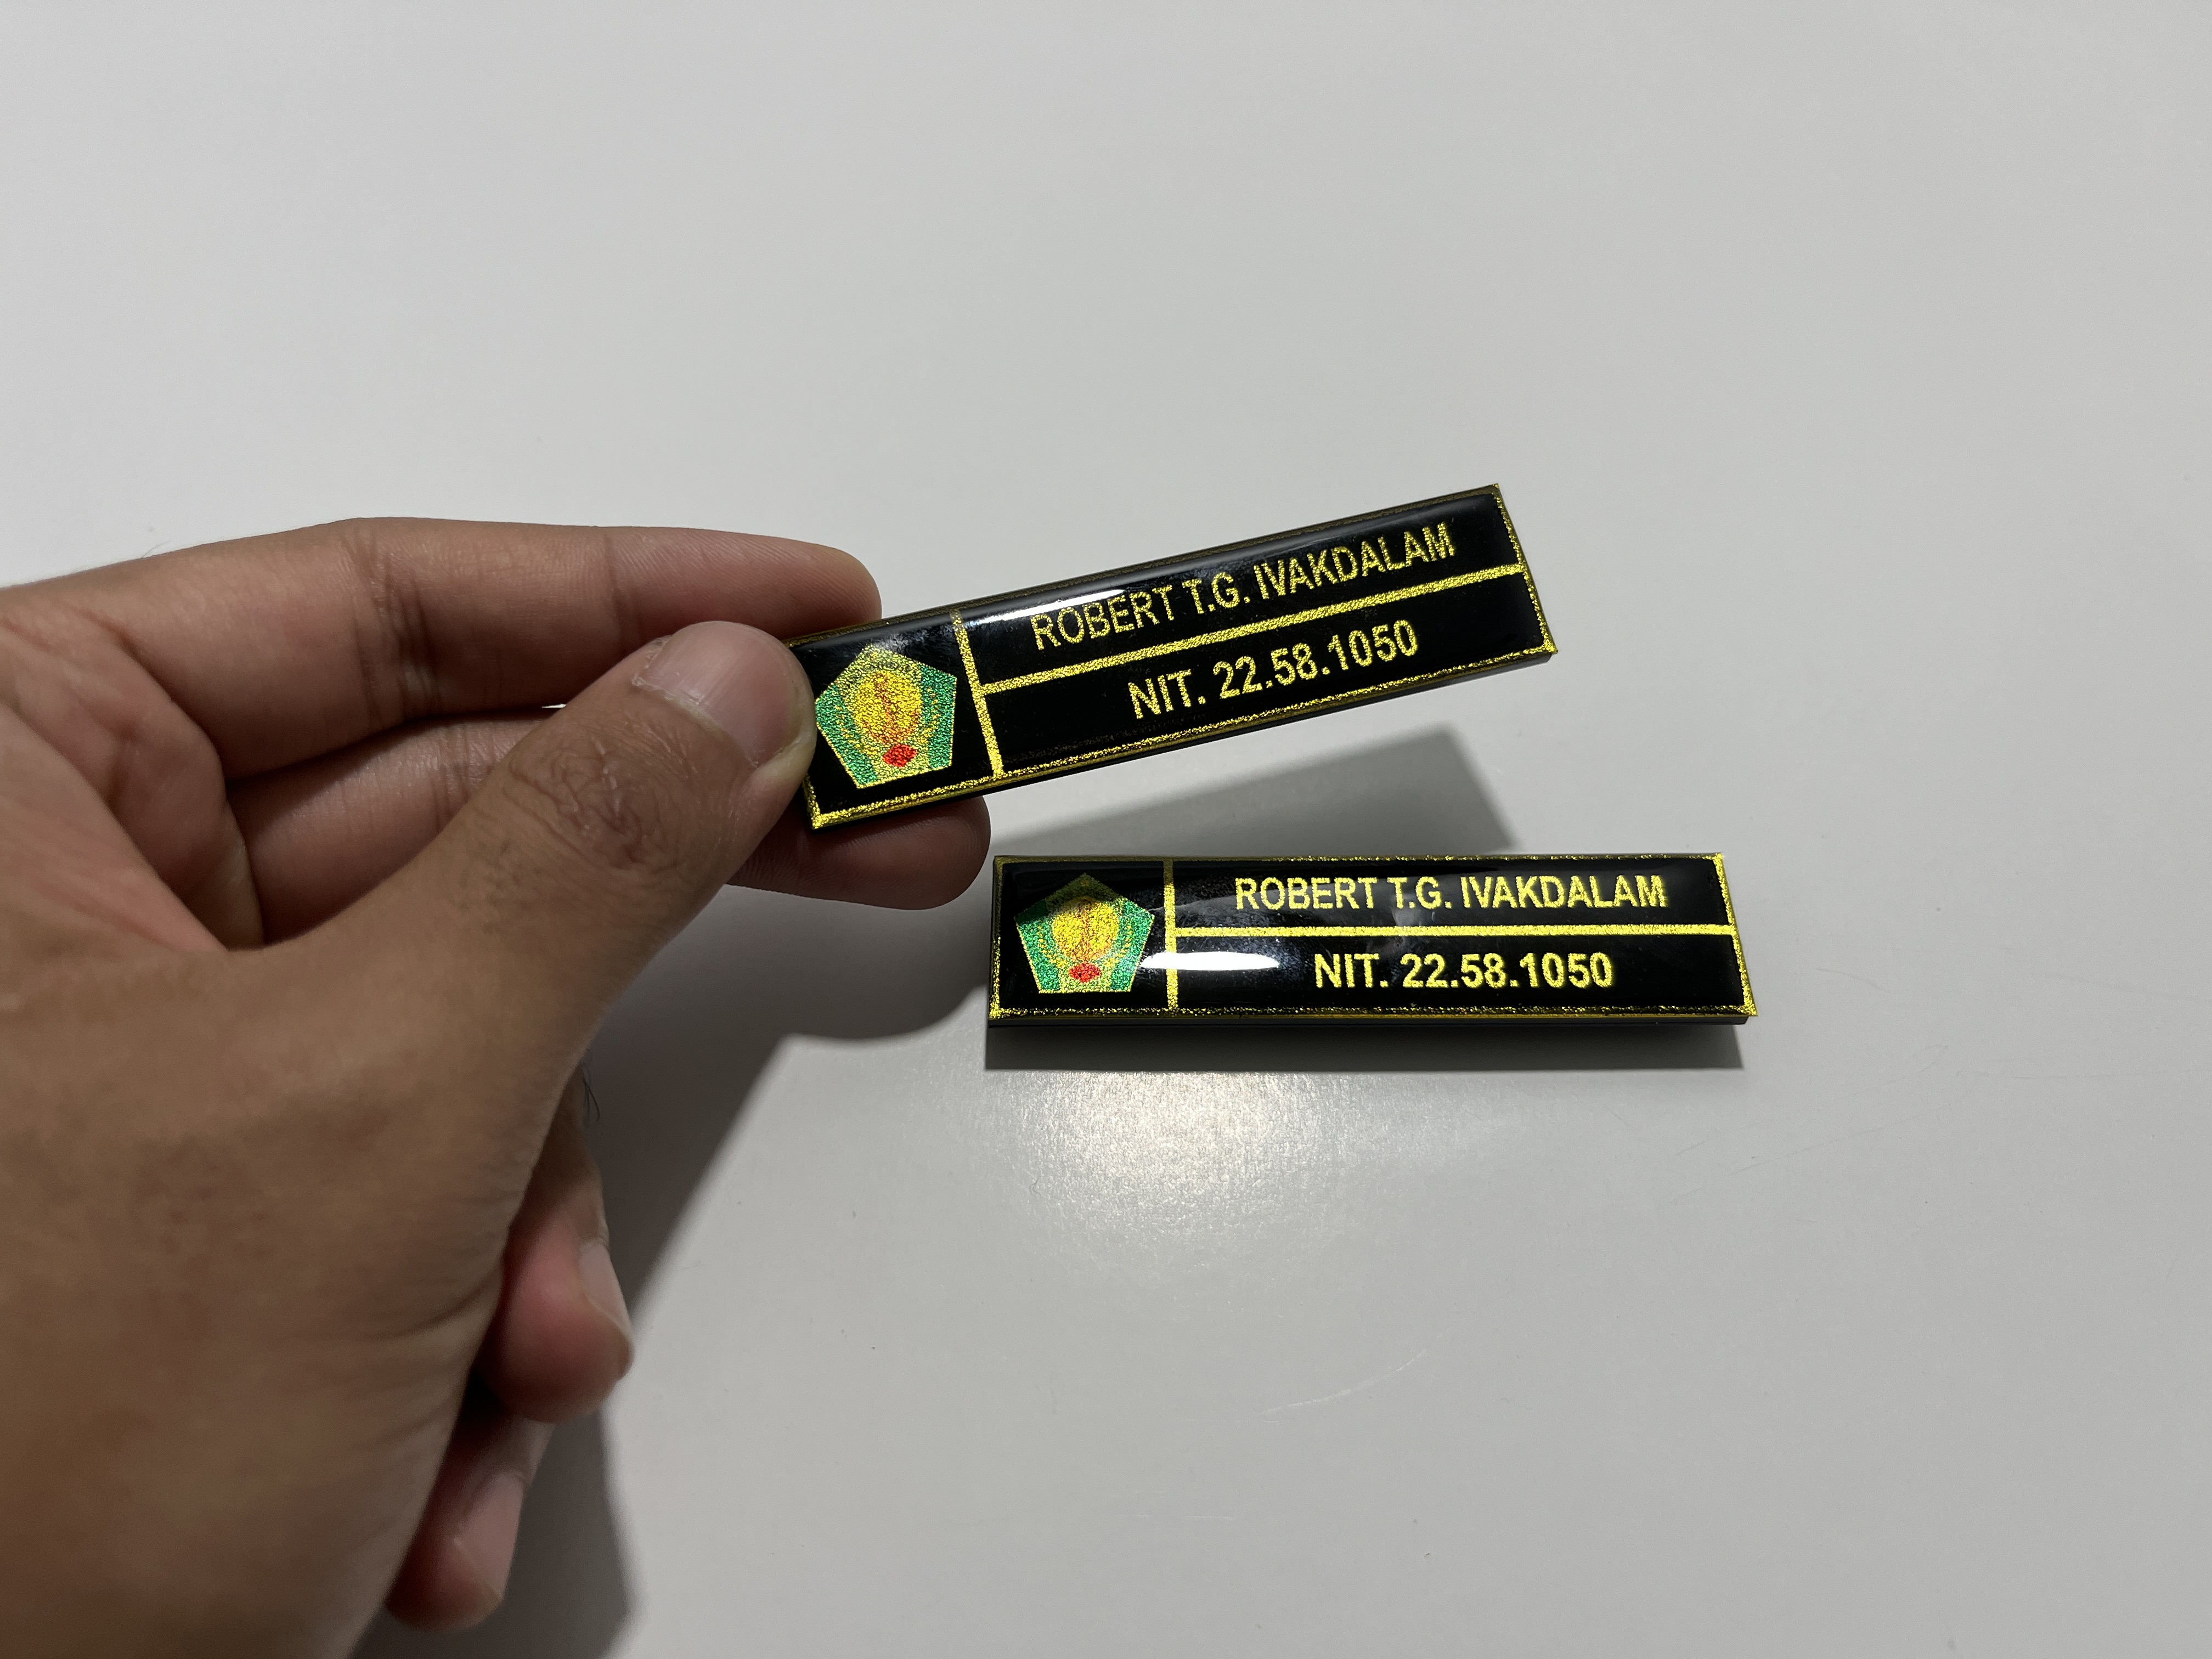 ROBERT T.G. IVAKDALAM
NIT. 22.58.1050
ROBERT T.G. IVAKDALAM
NIT. 22.58.1050